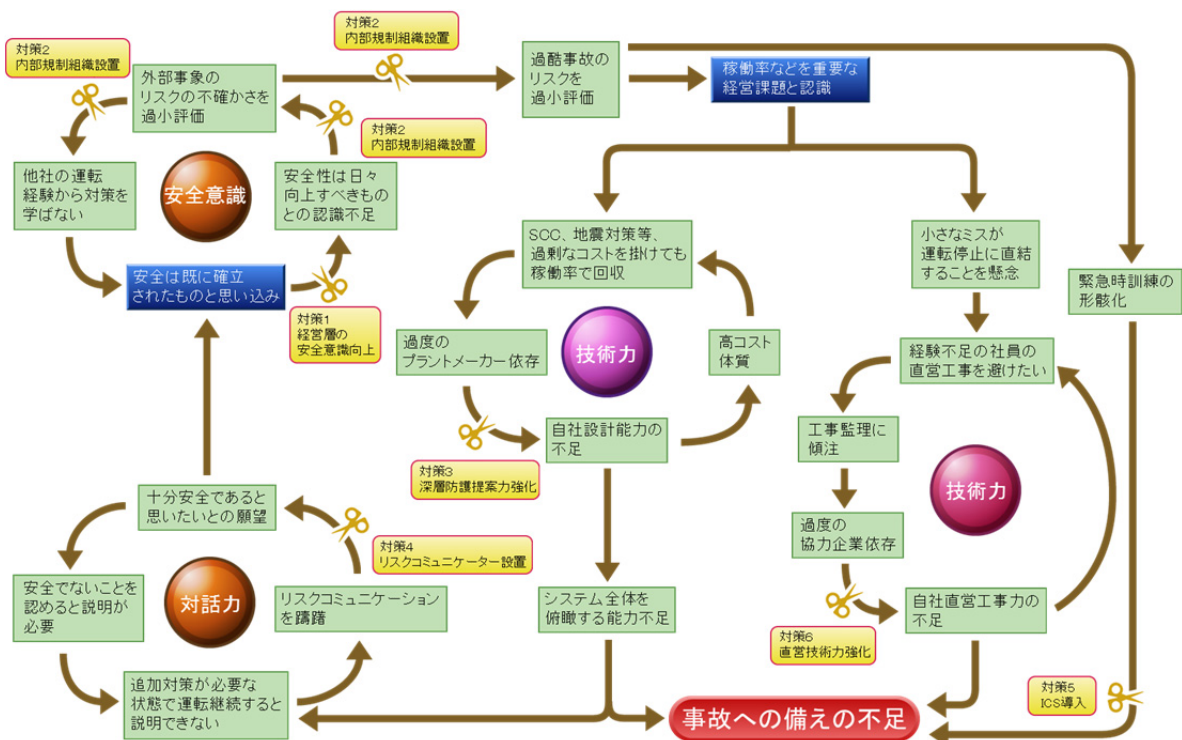 対策2
内部規制組織設置
対策2
内部規制組織設置
外部事象の
リスクの不確かさを
過小評価
過酷事故の
リスクを
過小評価
稼働率などを重要な
経営課題と認識
対策2
内部規制組織設置
他社の運転
経験から対策を
学ばない
安全意識
安全性は日々
向上すべきもの
との認識不足
安全は既に確立
されたものと思い込み
対策1
経営層の
安全意識向上
SCC、地震対策等、
過剰なコストを掛けても
稼働率で回収
小さなミスが
運転停止に直結
することを懸念
緊急時訓練の
形骸化
過度の
プラントメーカー依存
技術力
高コスト
体質
経験不足の社員の
直営工事を避けたい
自社設計能力の
不足
工事監理に
傾注
対策3
深層防護提案力強化
技術力
十分安全であると
思いたいとの願望
過度の
協力企業依存
対策4
リスクコミュニケーター設置
安全でないことを
認めると説明が
必要
対話力
リスクコミュニケーション
を躊躇
システム全体を
俯瞰する能力不足
自社直営工事力の
不足
対策6
直営技術力強化
追加対策が必要な
状態で運転継続すると
説明できない
事故への備えの不足
対策5
ICS導入